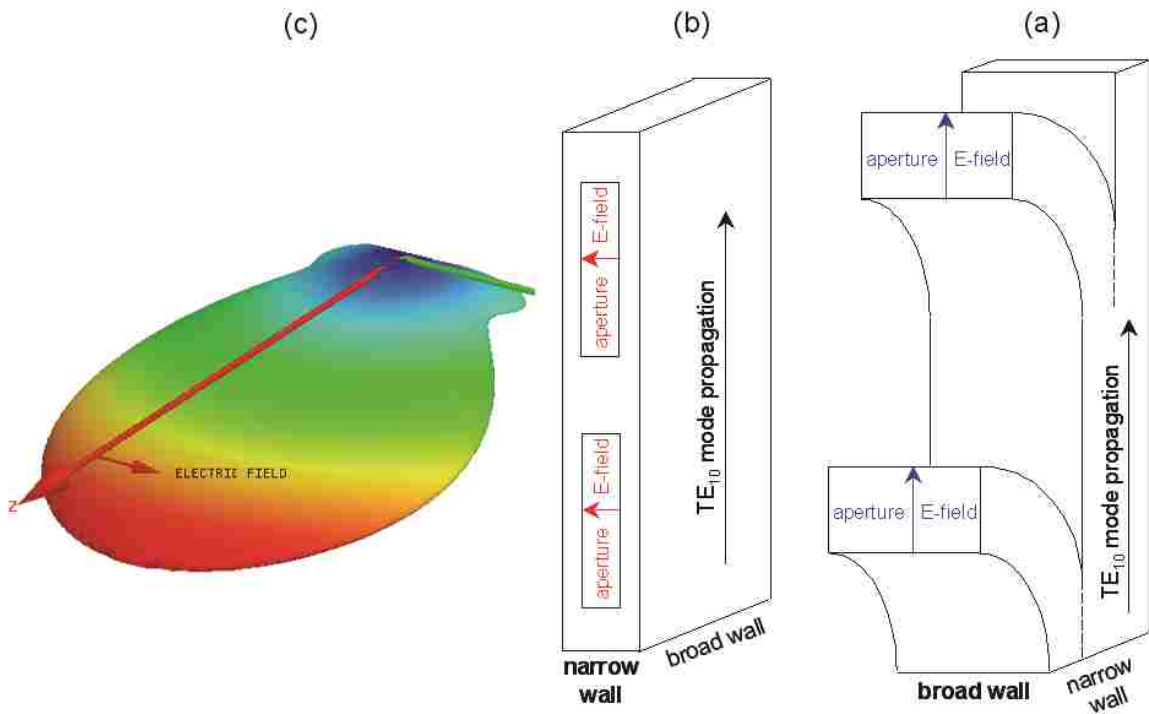 (c)
(b)
(a)
Z
ELECTRIC FIELD
aperture E-field
aperture E-field
TE10 mode propagation
narrow
wall
broad wall
aperture E-field
aperture E-field
TE10 mode propagation
broad wall
narrow
wall